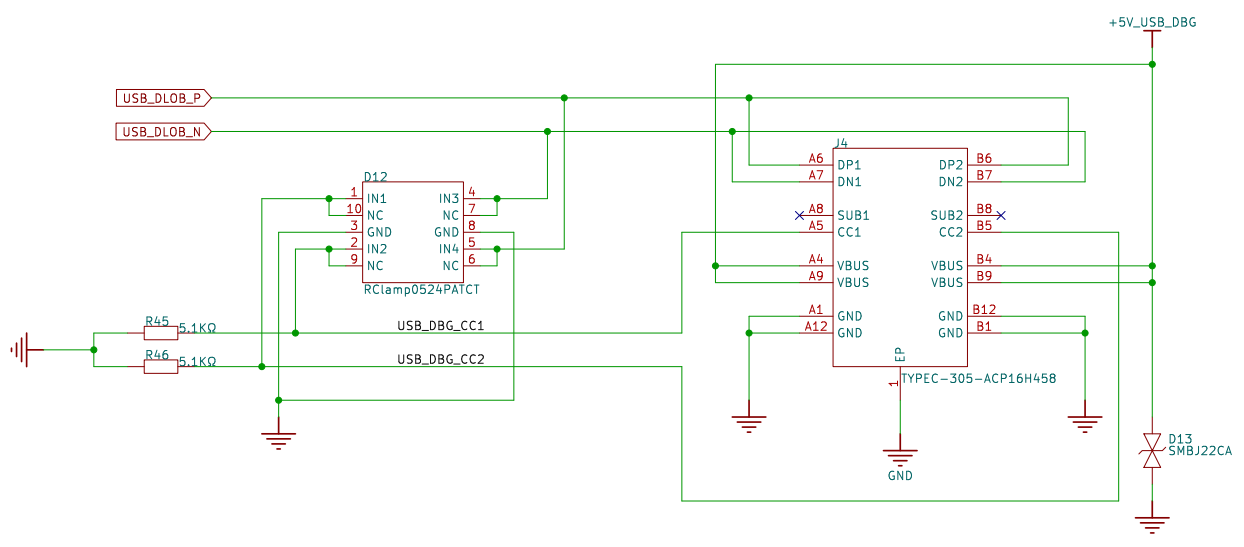 +5V_USB_DBG
USB_DLOB_P
USB_DLOB_N
J4
A6 DP1 DP2 B6
A7 DN1 DN2 B7
D12
1 IN1 IN3 4
10 NC NC 7
3 GND GND 8
2 IN2 IN4 5
9 NC NC 6
RClamp0524PATCT
A8 SUB1 SUB2 B8
A5 CC1 CC2 B5
A4 VBUS VBUS B4
A9 VBUS VBUS B9
A1 GND GND B12
A12 GND GND B1
R45 5.1KΩ USB_DBG_CC1
R46 5.1KΩ USB_DBG_CC2
EP
1
TYPEC-305-ACP16H458
GND
D13
SMBJ22CA